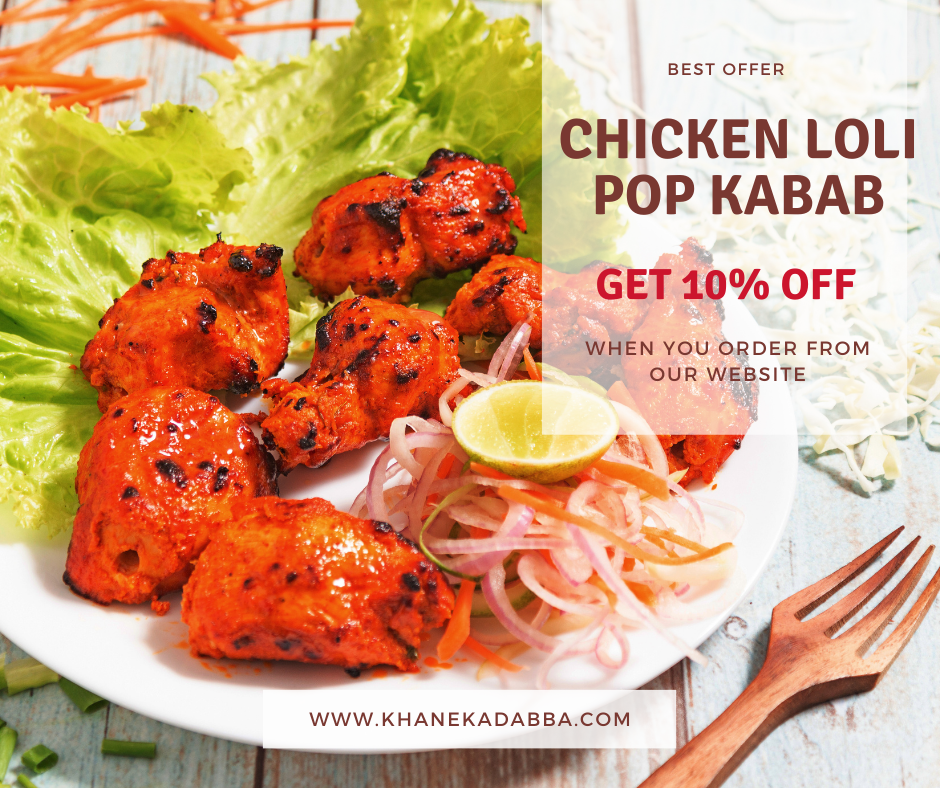 BEST OFFER
CHICKEN LOLI
POP KABAB
GET 10% OFF
WHEN YOU ORDER FROM
OUR WEBSITE
WWW.KHANEKADABBA.COM